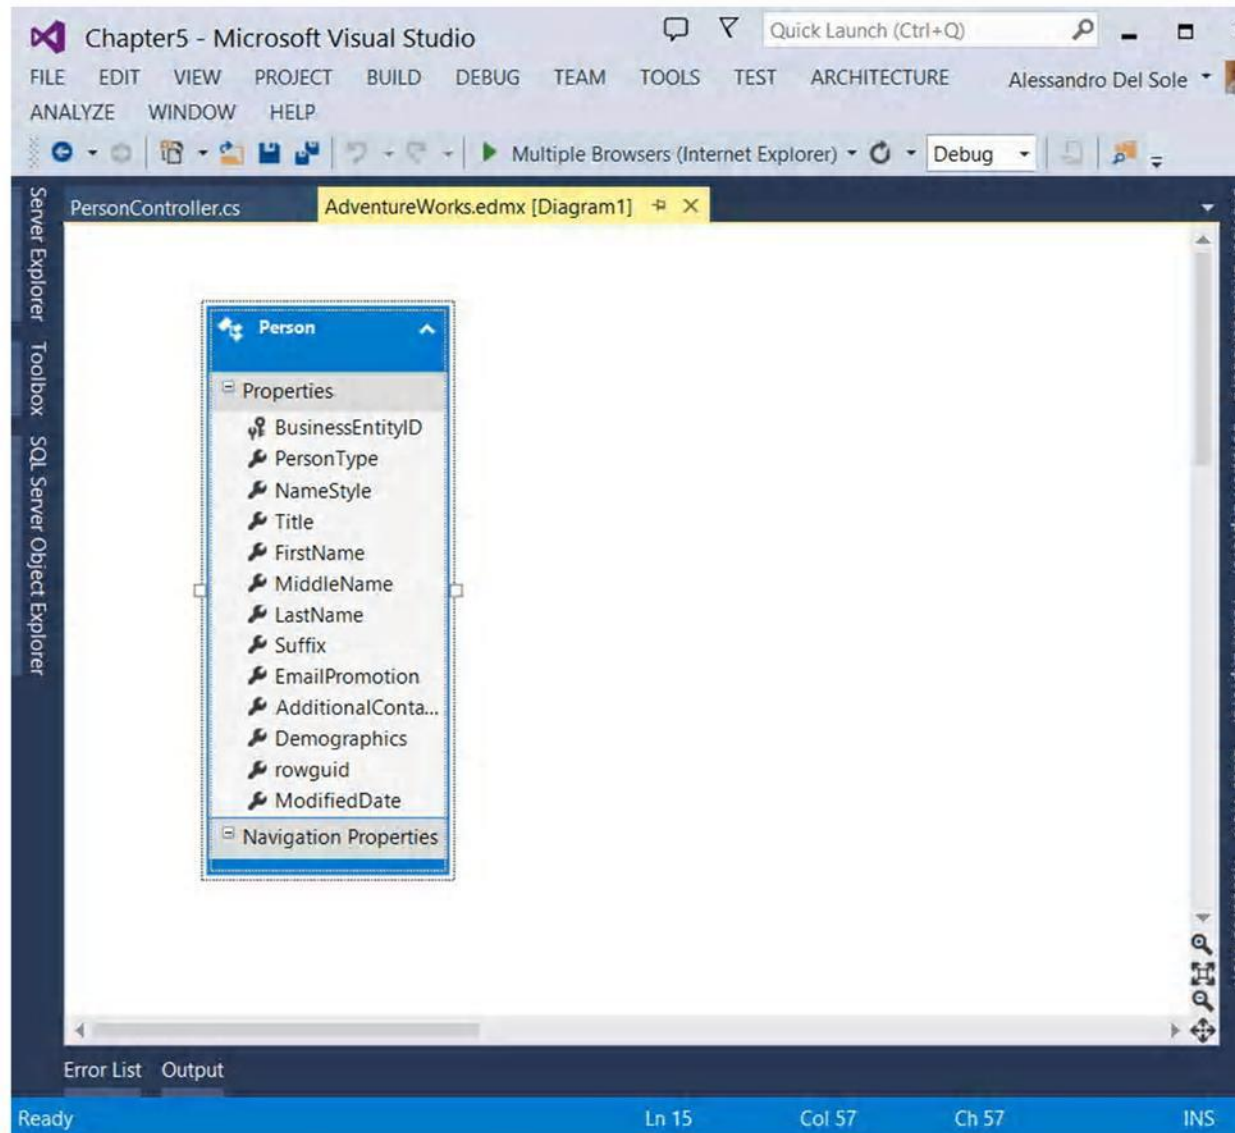 Chapter5 - Microsoft Visual Studio
Quick Launch (Ctrl+Q)
FILE EDIT VIEW PROJECT BUILD DEBUG TEAM TOOLS TEST ARCHITECTURE Alessandro Del Sole
ANALYZE WINDOW HELP
Multiple Browsers (Internet Explorer) Debug
Server Explorer
Toolbox
SQL Server Object Explorer
PersonController.cs AdventureWorks.edmx [Diagram1]
Person
Properties
BusinessEntityID
PersonType
NameStyle
Title
FirstName
MiddleName
LastName
Suffix
EmailPromotion
AdditionalConta...
Demographics
rowguid
ModifiedDate
Navigation Properties
Error List Output
Ready Ln 15 Col 57 Ch 57 INS